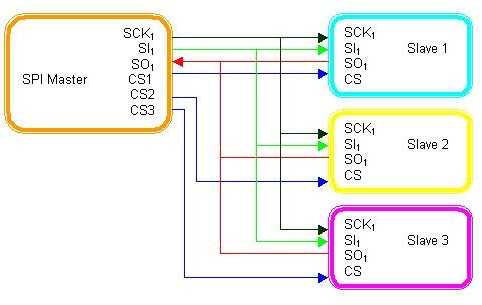 SPI Master
SCK1
SI1
SO1
CS1
CS2
CS3
SCK1
SI1
SO1
CS
Slave 1
SCK1
SI1
SO1
CS
Slave 2
SCK1
SI1
SO1
CS
Slave 3